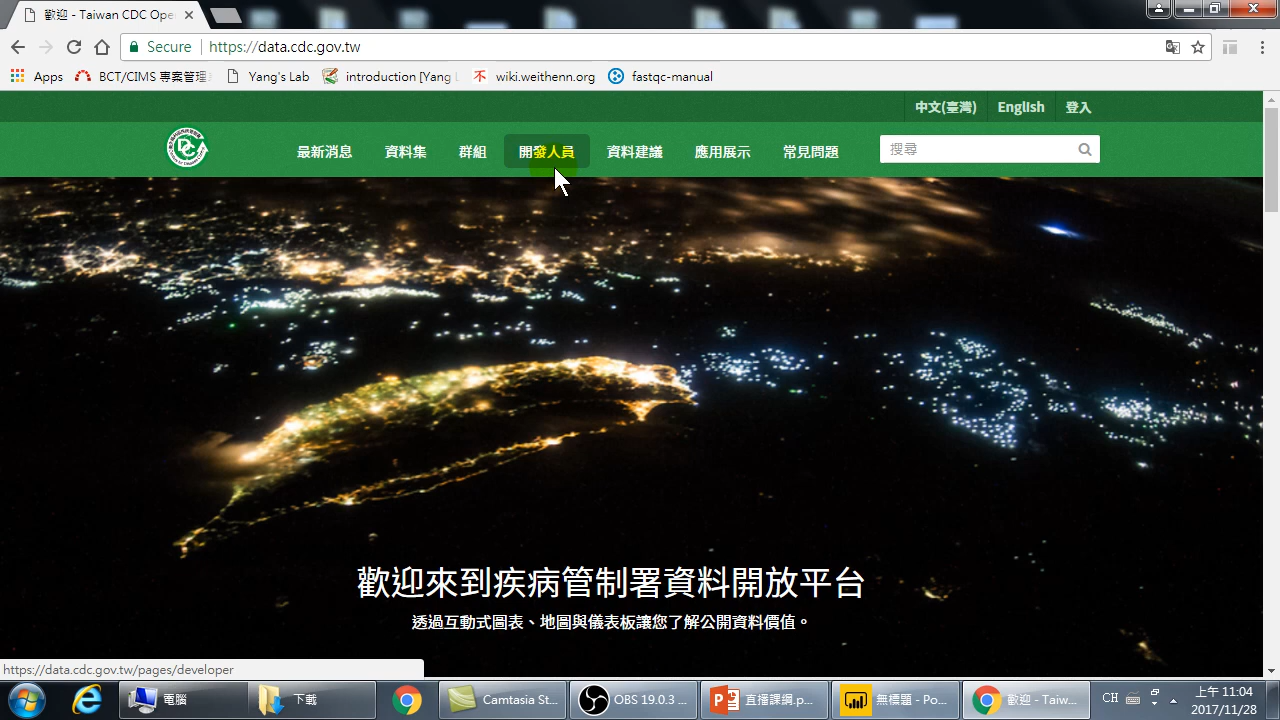 歡迎 - Taiwan CDC Ope
Secure https://data.cdc.gov.tw
Apps BCT/CIMS 專案管理 Yang's Lab introduction [Yang wiki.weithenn.org fastqc-manual
中文(臺灣) English 登入
最新消息 資料集 群組 開發人員 資料建議 應用展示 常見問題 搜尋
歡迎來到疾病管制署資料開放平台
透過互動式圖表、地圖與儀表板讓您了解公開資料價值。
https://data.cdc.gov.tw/pages/developer
電腦 下載 Camtasia St... OBS 19.0.3 ... 直播課綱.p... 無標題 - Po... 歡迎 - Taiw... CH 上午 11:04
2017/11/28